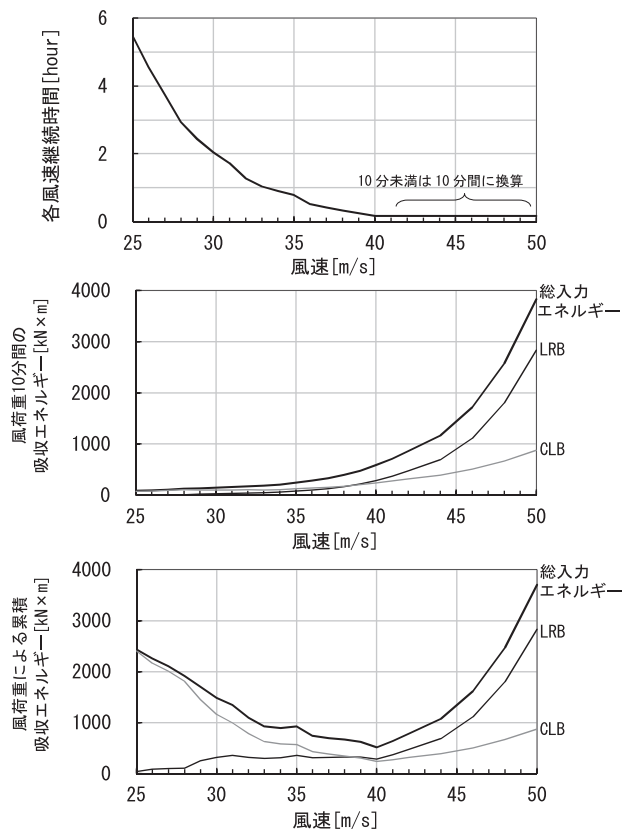 各風速継続時間[hour]
6
4
2
0
10分未満は10分間に換算
25 30 35 40 45 50
風速[m/s]
風荷重10分間の
吸収エネルギー[kN×m]
4000
3000
2000
1000
0
総入力
エネルギー
LRB
CLB
25 30 35 40 45 50
風速[m/s]
風荷重による累積
吸収エネルギー[kN×m]
4000
3000
2000
1000
0
総入力
エネルギー
LRB
CLB
25 30 35 40 45 50
風速[m/s]